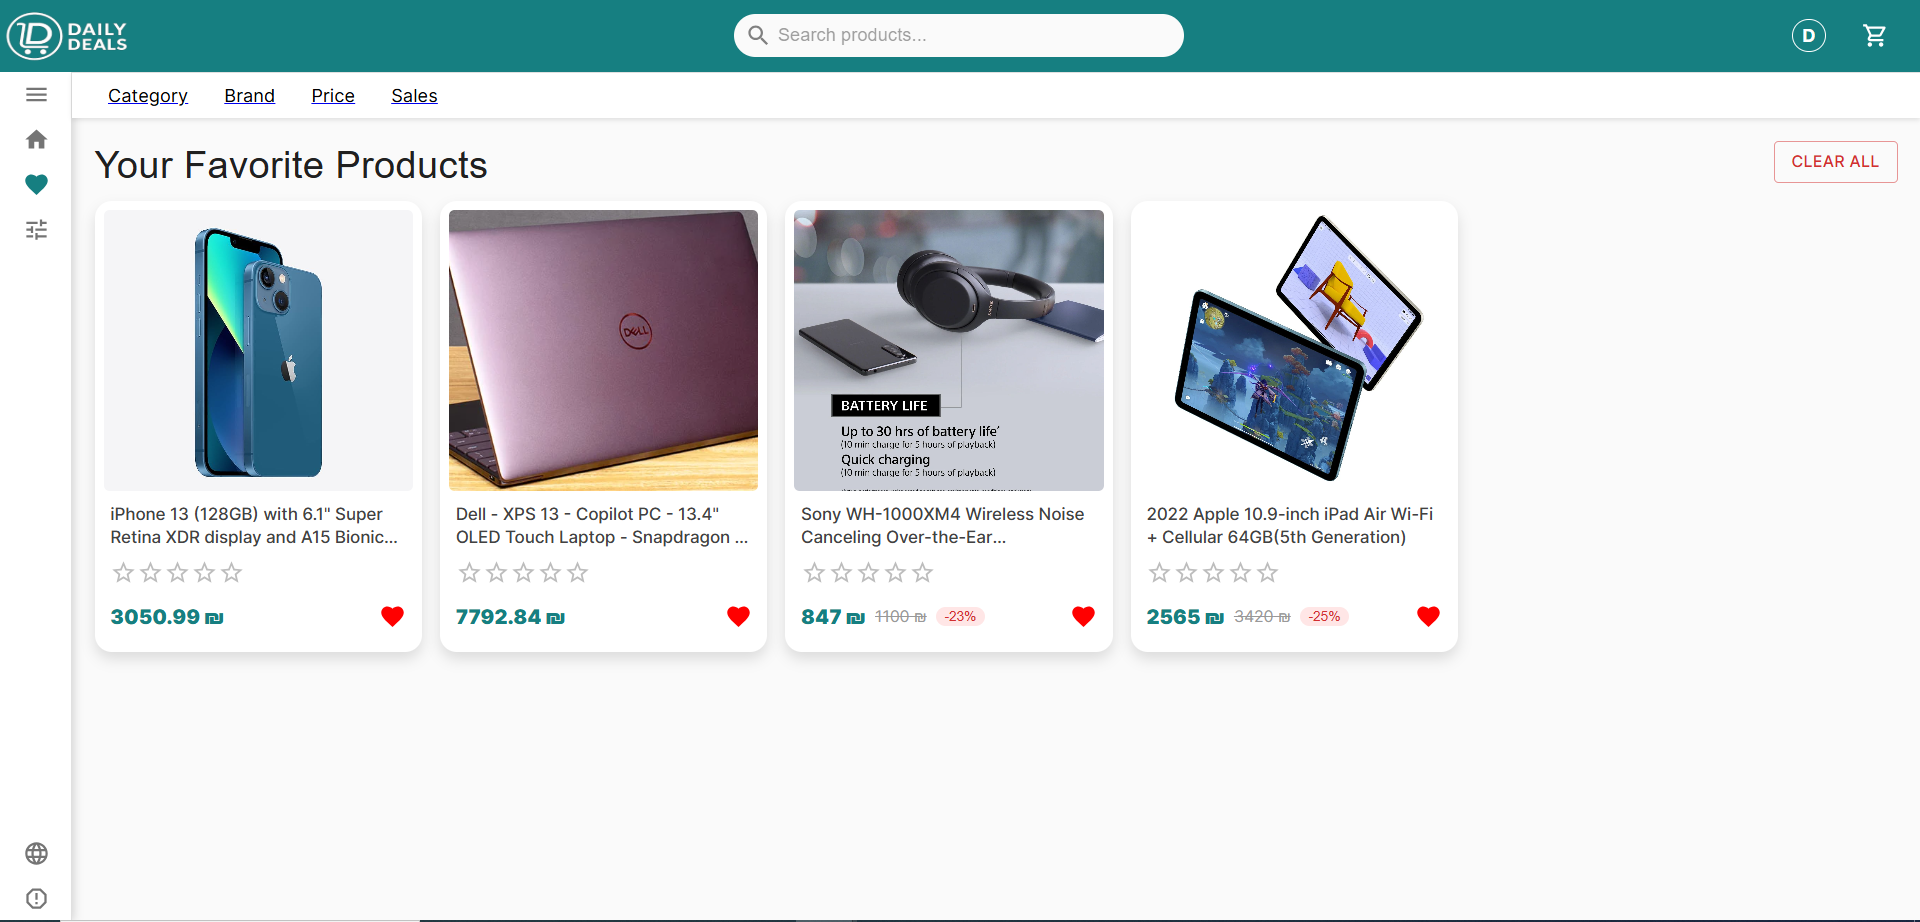 DAILY
DEALS
Search products...
D
Category
Brand
Price
Sales
Your Favorite Products
CLEAR ALL
DELL
BATTERY LIFE
Up to 30 hrs of battery life*
(10 min charge for 5 hours of playback)
Quick charging
(10 min charge for 5 hours of playback)
iPhone 13 (128GB) with 6.1" Super
Retina XDR display and A15 Bionic...
3050.99 ₪
Dell - XPS 13 - Copilot PC - 13.4"
OLED Touch Laptop - Snapdragon ...
7792.84 ₪
Sony WH-1000XM4 Wireless Noise
Canceling Over-the-Ear...
847 ₪ 1100 ₪ -23%
2022 Apple 10.9-inch iPad Air Wi-Fi
+ Cellular 64GB(5th Generation)
2565 ₪ 3420 ₪ -25%